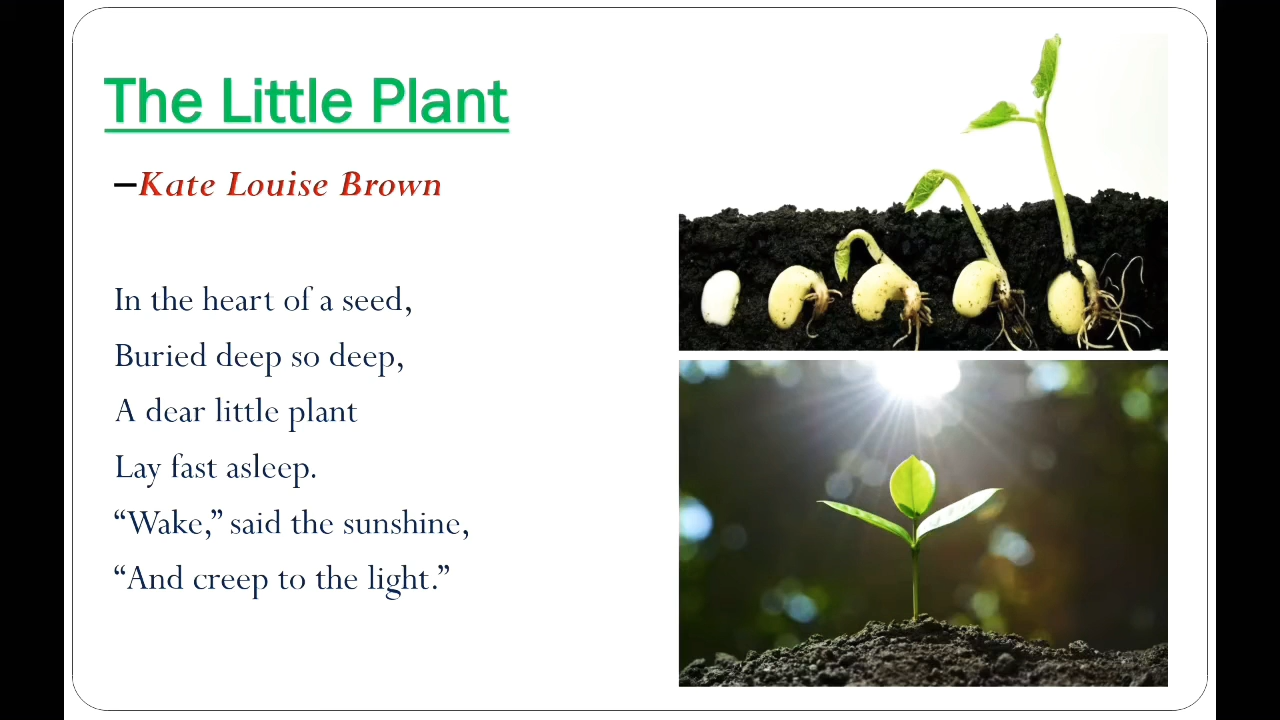 The Little Plant
–Kate Louise Brown
In the heart of a seed,
Buried deep so deep,
A dear little plant
Lay fast asleep.
“Wake,” said the sunshine,
“And creep to the light.”